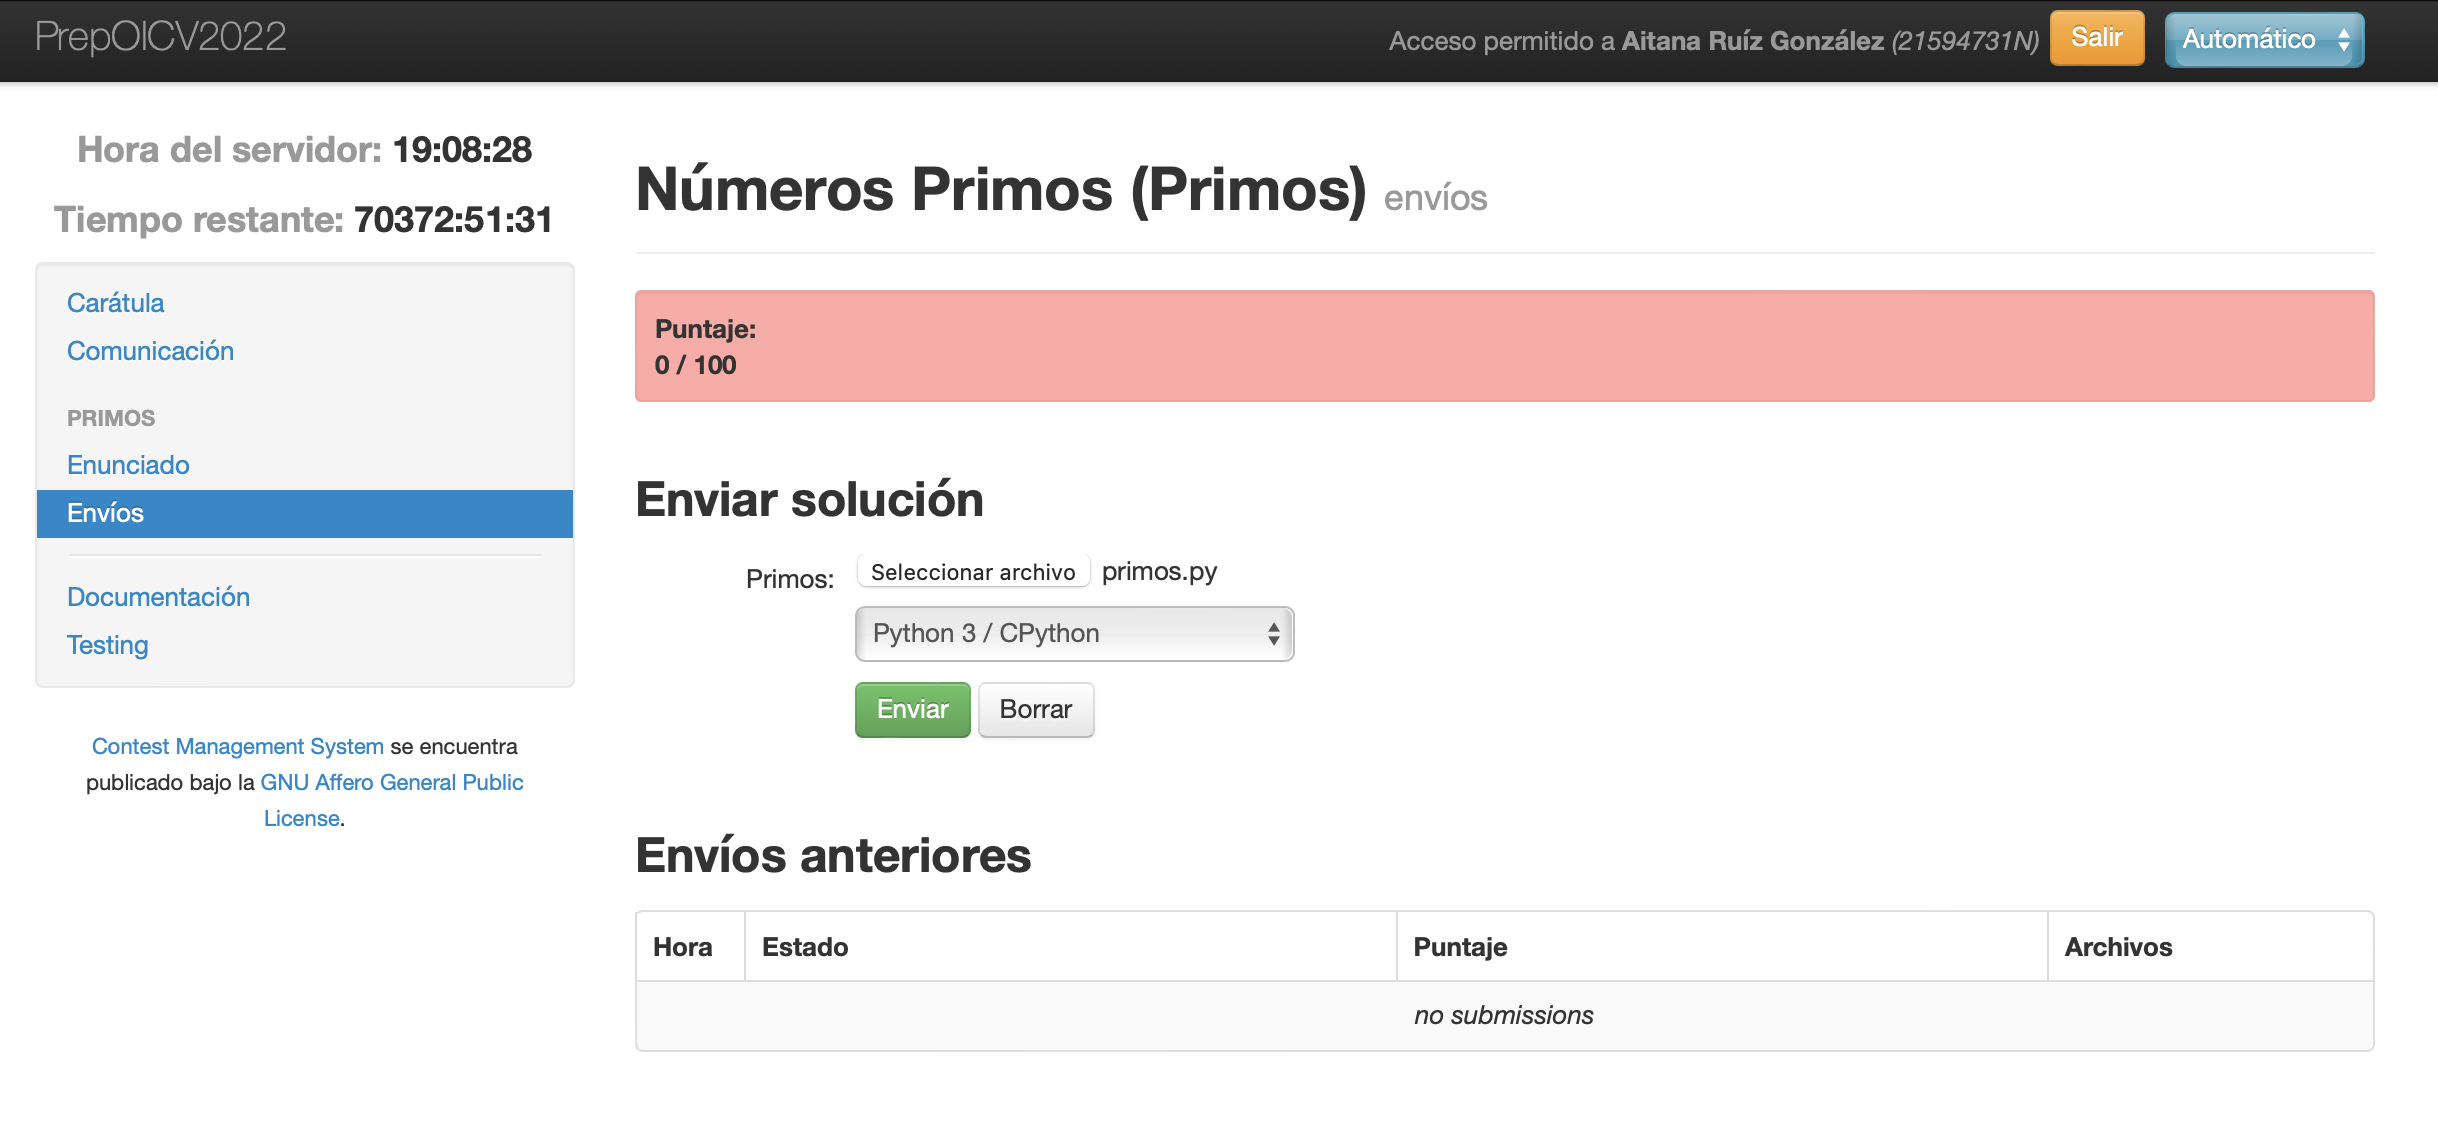 PrepOICV2022
Acceso permitido a Aitana Ruíz González (21594731N)
Salir
Automático
Hora del servidor: 19:08:28
Tiempo restante: 70372:51:31
Carátula
Comunicación
PRIMOS
Enunciado
Envíos
Documentación
Testing
Contest Management System se encuentra
publicado bajo la GNU Affero General Public
License.
Números Primos (Primos) envíos
Puntaje:
0 / 100
Enviar solución
Primos: Seleccionar archivo primos.py
Python 3 / CPython
Enviar Borrar
Envíos anteriores
Hora Estado Puntaje Archivos
no submissions